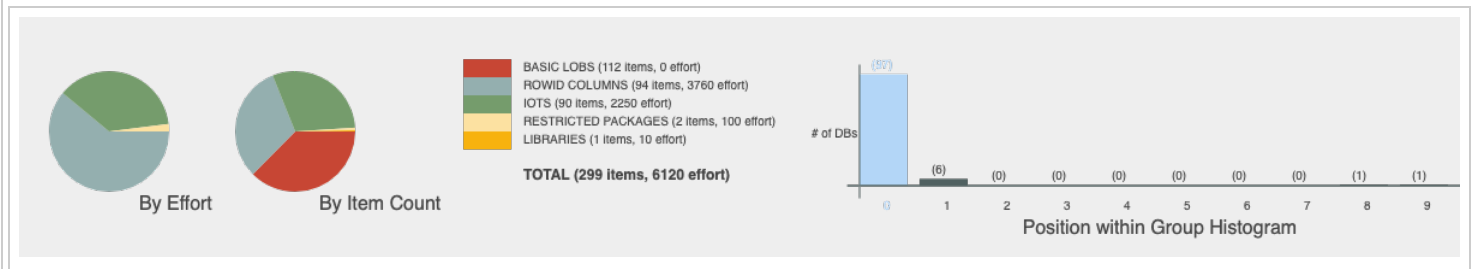 BASIC LOBS (112 items, 0 effort)
ROWID COLUMNS (94 items, 3760 effort)
IOTS (90 items, 2250 effort)
RESTRICTED PACKAGES (2 items, 100 effort)
LIBRARIES (1 items, 10 effort)
TOTAL (299 items, 6120 effort)
By Effort
By Item Count
# of DBs
(97)
(6)
(0)
(0)
(0)
(0)
(0)
(0)
(1)
(1)
0 1 2 3 4 5 6 7 8 9
Position within Group Histogram